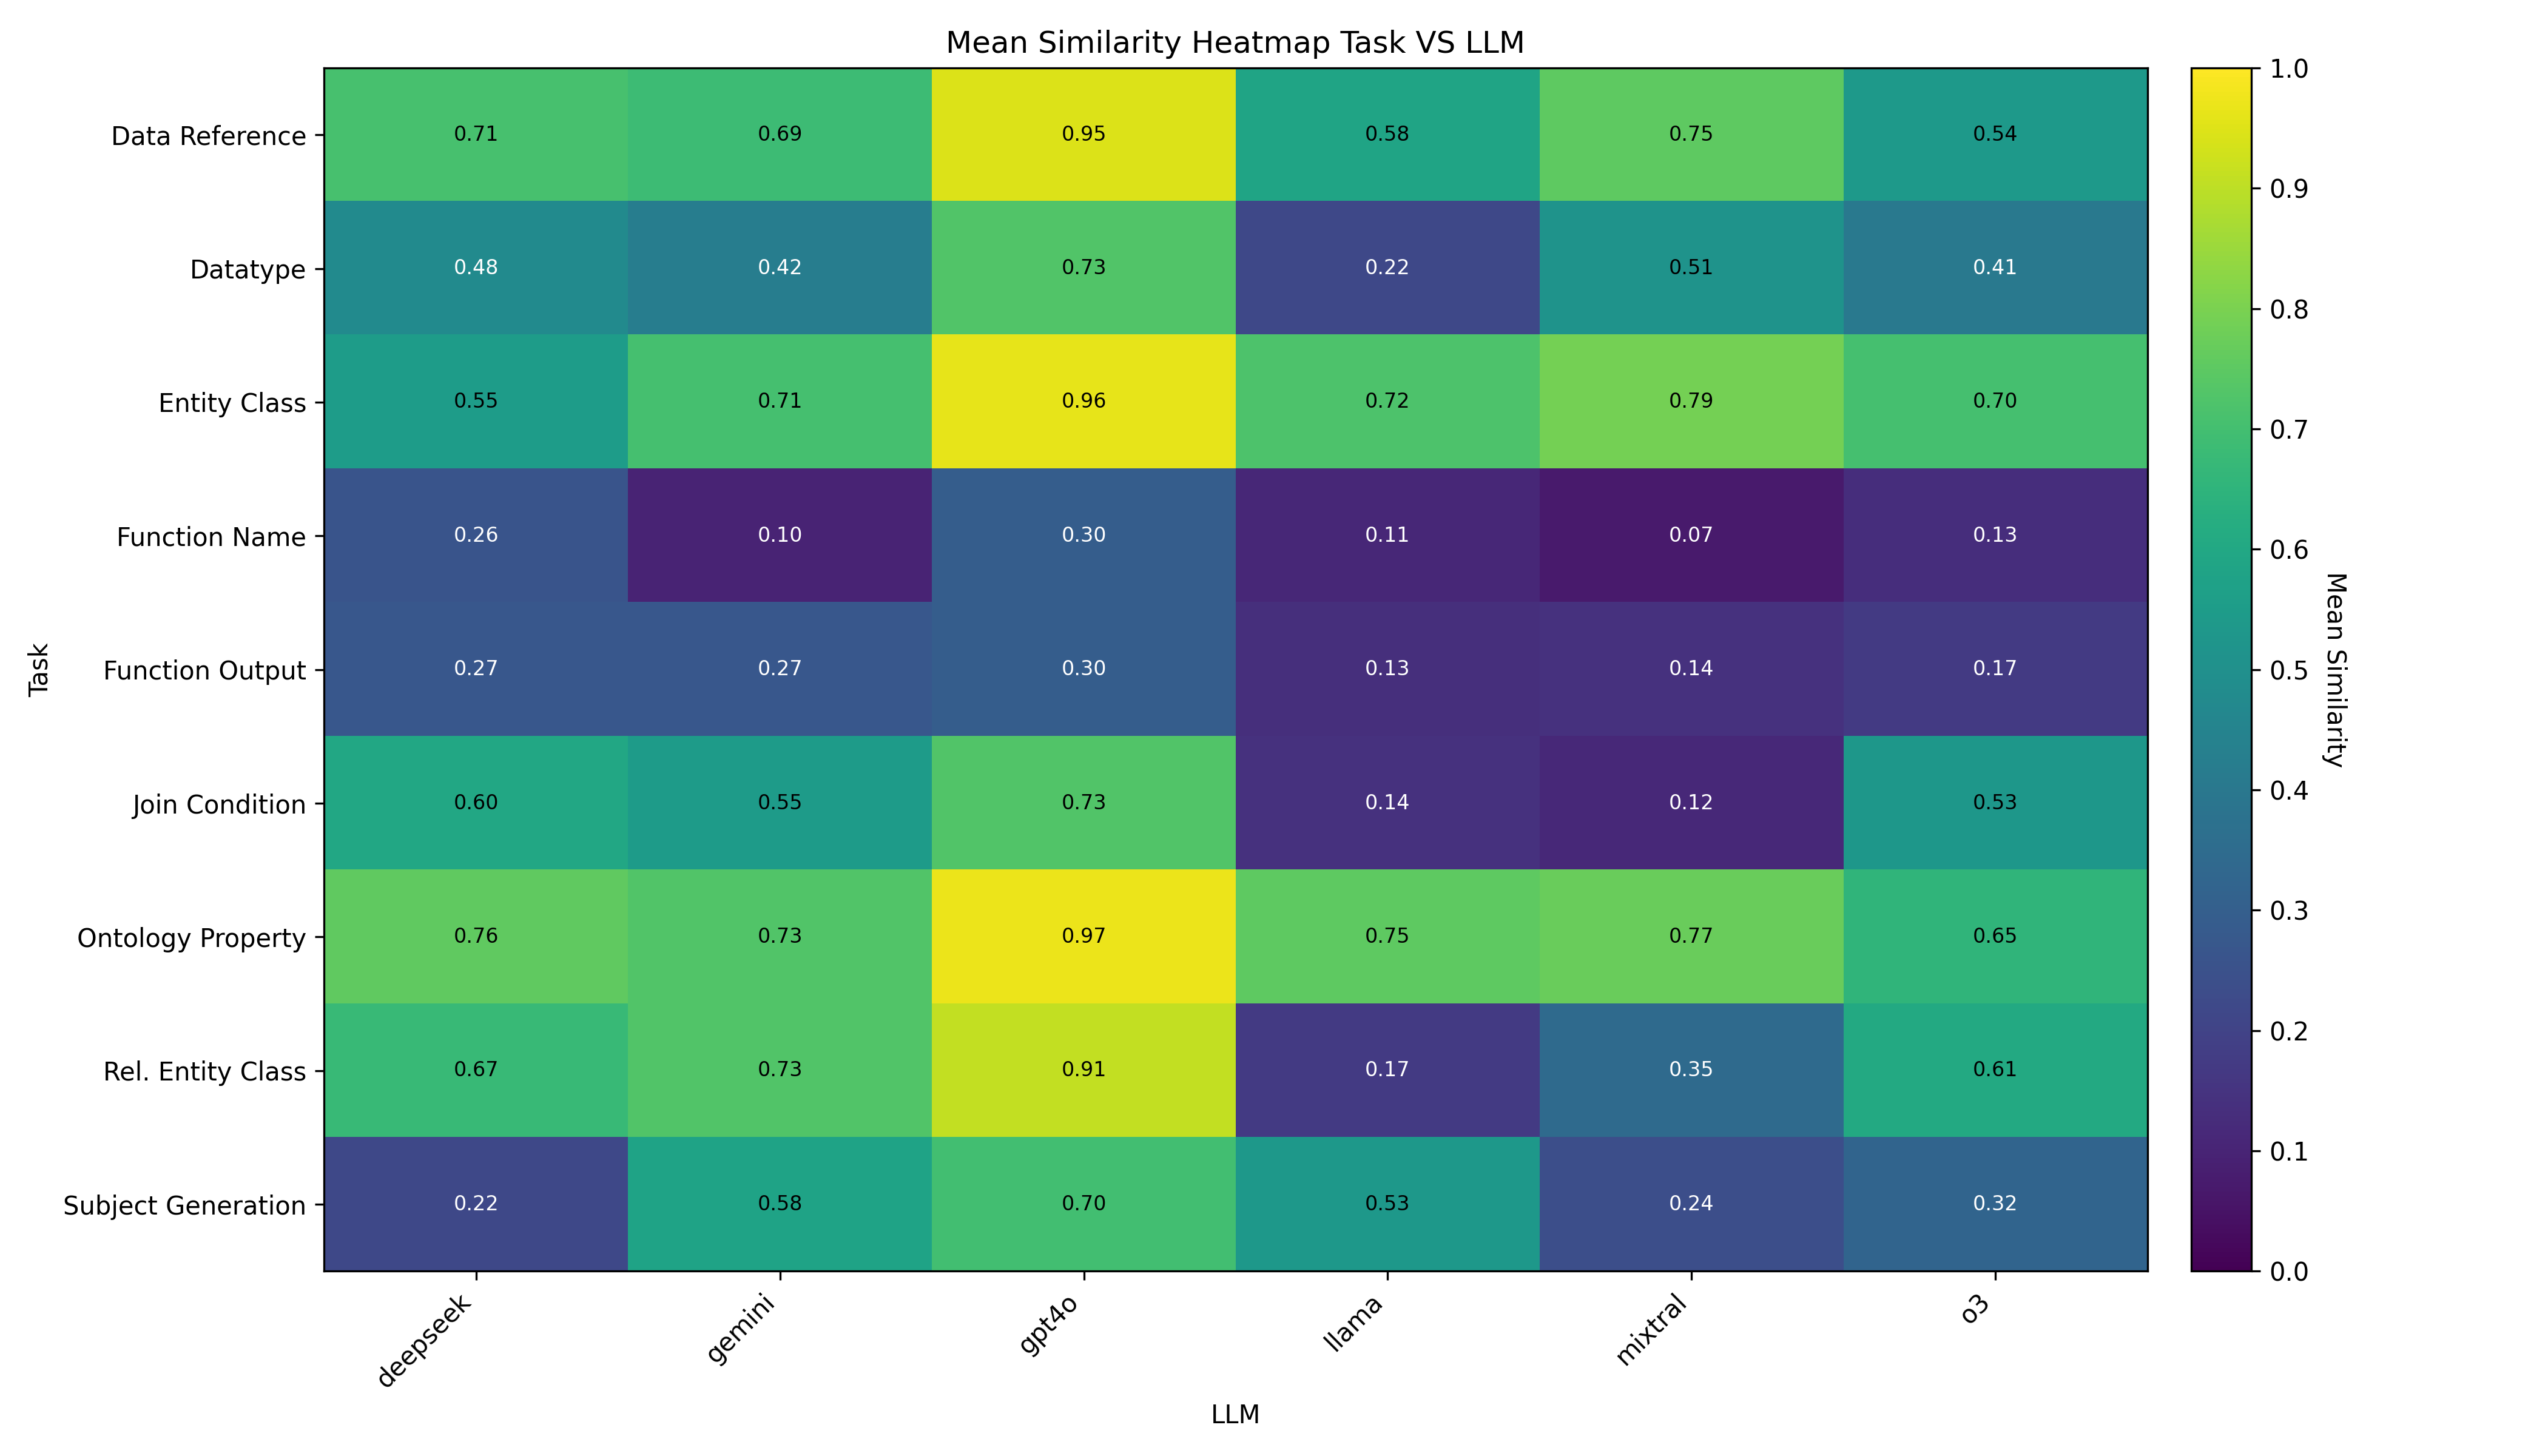 Mean Similarity Heatmap Task VS LLM
Data Reference 0.71 0.69 0.95 0.58 0.75 0.54
Datatype 0.48 0.42 0.73 0.22 0.51 0.41
Entity Class 0.55 0.71 0.96 0.72 0.79 0.70
Function Name 0.26 0.10 0.30 0.11 0.07 0.13
Function Output 0.27 0.27 0.30 0.13 0.14 0.17
Join Condition 0.60 0.55 0.73 0.14 0.12 0.53
Ontology Property 0.76 0.73 0.97 0.75 0.77 0.65
Rel. Entity Class 0.67 0.73 0.91 0.17 0.35 0.61
Subject Generation 0.22 0.58 0.70 0.53 0.24 0.32
Task
deepseek gemini gpt4o llama mixtral o3
LLM
1.0
0.9
0.8
0.7
0.6
0.5
0.4
0.3
0.2
0.1
0.0
Mean Similarity